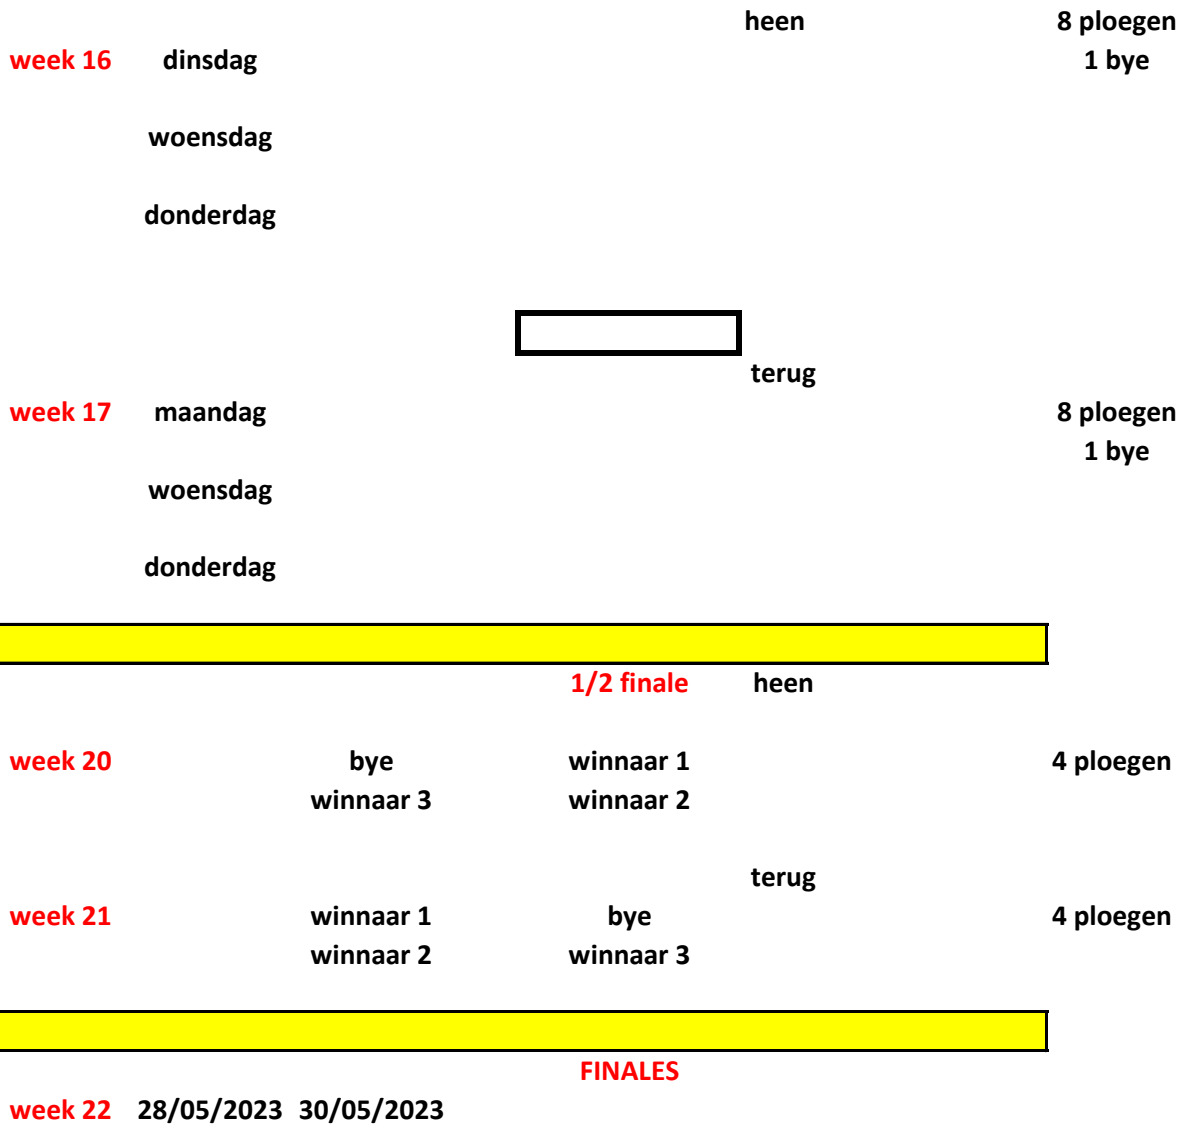 heen 8 ploegen
week 16 dinsdag 1 bye
woensdag
donderdag
terug
week 17 maandag 8 ploegen
1 bye
woensdag
donderdag
1/2 finale heen
week 20 bye winnaar 1 4 ploegen
winnaar 3 winnaar 2
terug
week 21 winnaar 1 bye 4 ploegen
winnaar 2 winnaar 3
FINALES
week 22 28/05/2023 30/05/2023